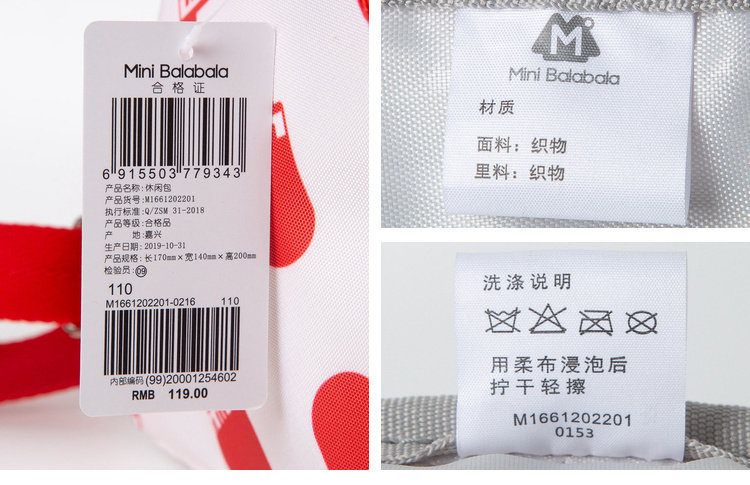 Mini Balabala
合格证
6 915503 779343
产品名称:休闲包
产品货号:M1661202201
执行标准:Q/ZSM 31-2018
产品等级:合格品
产 地:嘉兴
生产日期:2019-10-31
产品规格:长170mm×宽140mm×高200mm
检验员:09
110
M1661202201-0216 110
内部编码 (99)20001254602
RMB 119.00
M
Mini Balabala
材质
面料：织物
里料：织物
洗涤说明
用柔布浸泡后
拧干轻擦
M1661202201
0153